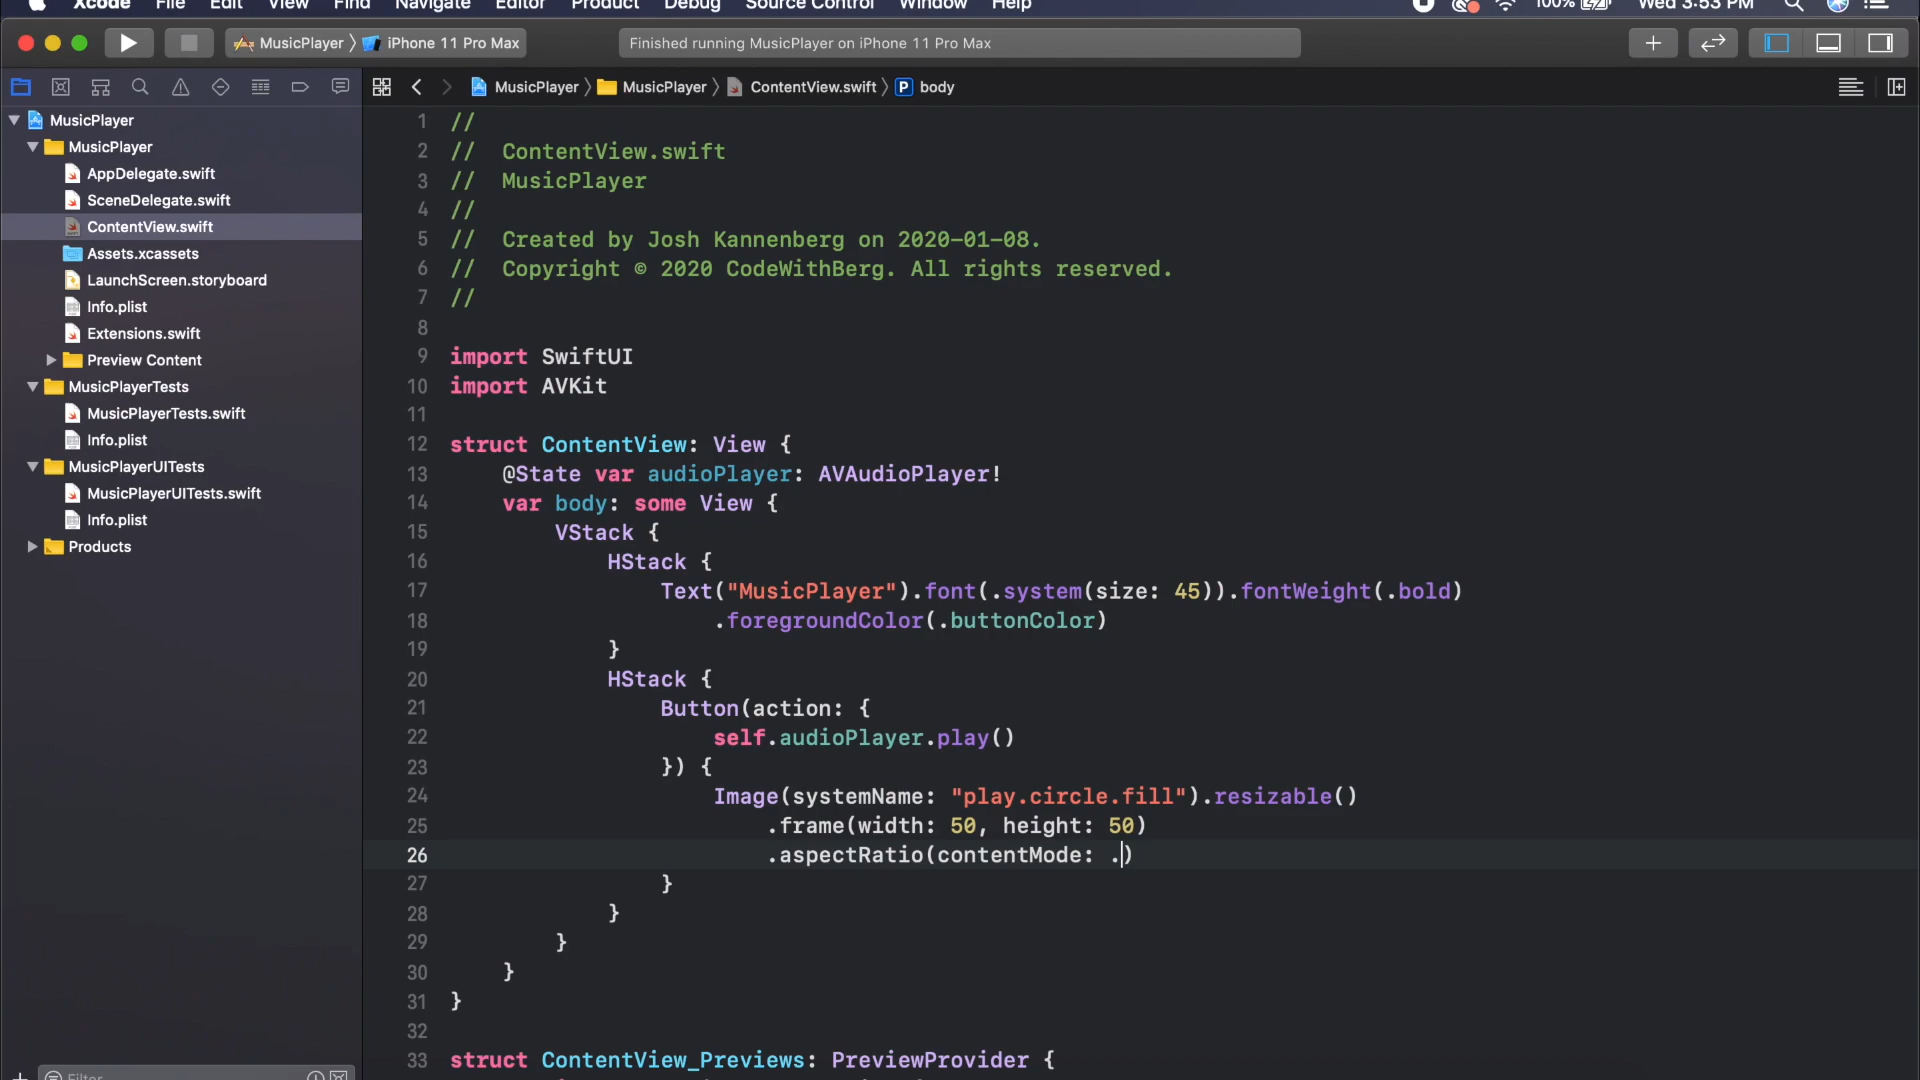 Xcode File Edit View Find Navigate Editor Product Debug Source Control Window Help 100% Wed 3:53 PM
MusicPlayer 〉 iPhone 11 Pro Max Finished running MusicPlayer on iPhone 11 Pro Max
MusicPlayer 〉 MusicPlayer 〉 ContentView.swift 〉 P body
MusicPlayer
MusicPlayer
AppDelegate.swift
SceneDelegate.swift
ContentView.swift
Assets.xcassets
LaunchScreen.storyboard
Info.plist
Extensions.swift
Preview Content
MusicPlayerTests
MusicPlayerTests.swift
Info.plist
MusicPlayerUITests
MusicPlayerUITests.swift
Info.plist
Products
Filter
1 //
2 //  ContentView.swift
3 //  MusicPlayer
4 //
5 //  Created by Josh Kannenberg on 2020-01-08.
6 //  Copyright © 2020 CodeWithBerg. All rights reserved.
7 //
8
9 import SwiftUI
10 import AVKit
11
12 struct ContentView: View {
13     @State var audioPlayer: AVAudioPlayer!
14     var body: some View {
15         VStack {
16             HStack {
17                 Text("MusicPlayer").font(.system(size: 45)).fontWeight(.bold)
18                     .foregroundColor(.buttonColor)
19             }
20             HStack {
21                 Button(action: {
22                     self.audioPlayer.play()
23                 }) {
24                     Image(systemName: "play.circle.fill").resizable()
25                         .frame(width: 50, height: 50)
26                         .aspectRatio(contentMode: .)
27                 }
28             }
29         }
30     }
31 }
32
33 struct ContentView_Previews: PreviewProvider {